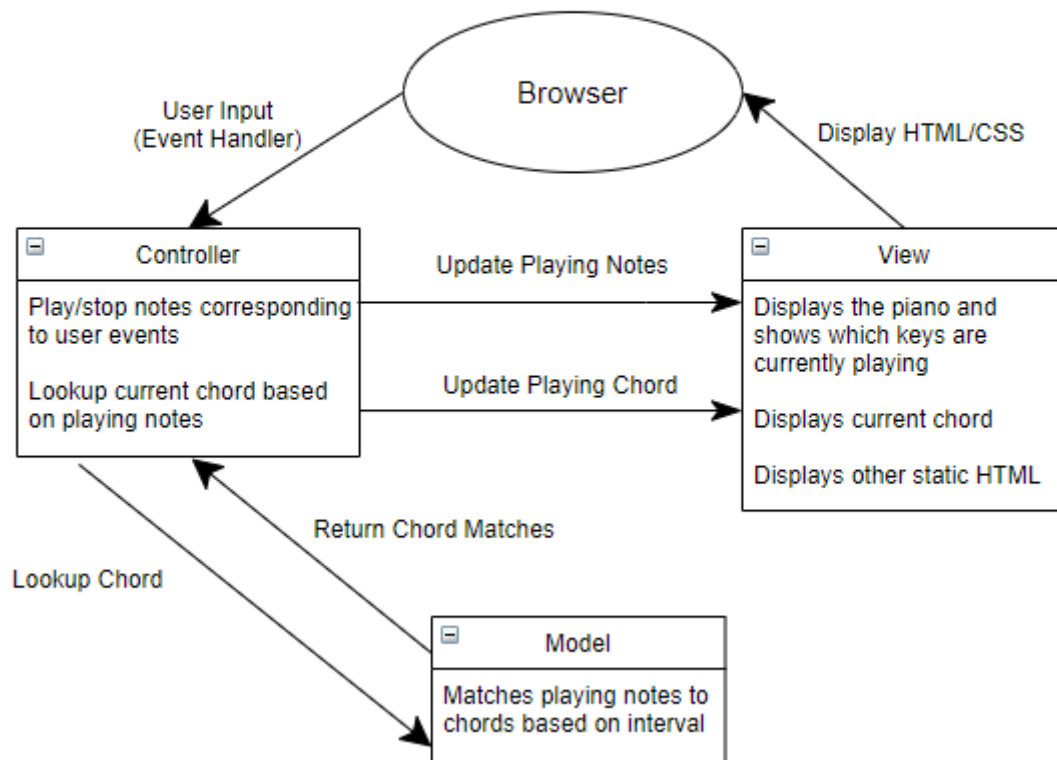 Browser
User Input
(Event Handler)
Display HTML/CSS
Controller
Play/stop notes corresponding
to user events
Lookup current chord based
on playing notes
Update Playing Notes
Update Playing Chord
View
Displays the piano and
shows which keys are
currently playing
Displays current chord
Displays other static HTML
Return Chord Matches
Lookup Chord
Model
Matches playing notes to
chords based on interval